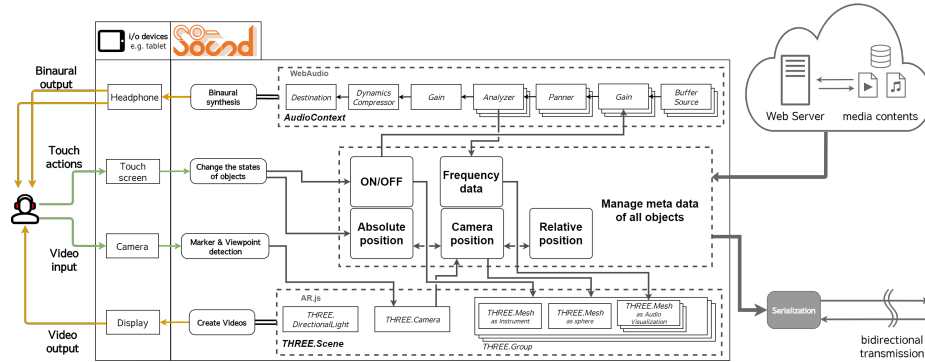 i/o devices
e.g. tablet
Binaural
output
Headphone
Binaural
synthesis
WebAudio
Destination
Dynamics
Compressor
Gain
Analyzer
Panner
Gain
Buffer
Source
AudioContext
Web Server
media contents
Touch
actions
Touch
screen
Change the states
of objects
ON/OFF
Frequency
data
Manage meta data
of all objects
Absolute
position
Camera
position
Relative
position
Video
input
Camera
Marker & Viewpoint
detection
AR.js
THREE.
DirectionalLight
THREE.Camera
THREE.Mesh
as Instrument
THREE.Mesh
as sphere
THREE.Mesh
as Audio
Visualization
THREE.Scene
THREE.Group
Video
output
Display
Create Videos
Serialization
bidirectional
transmission